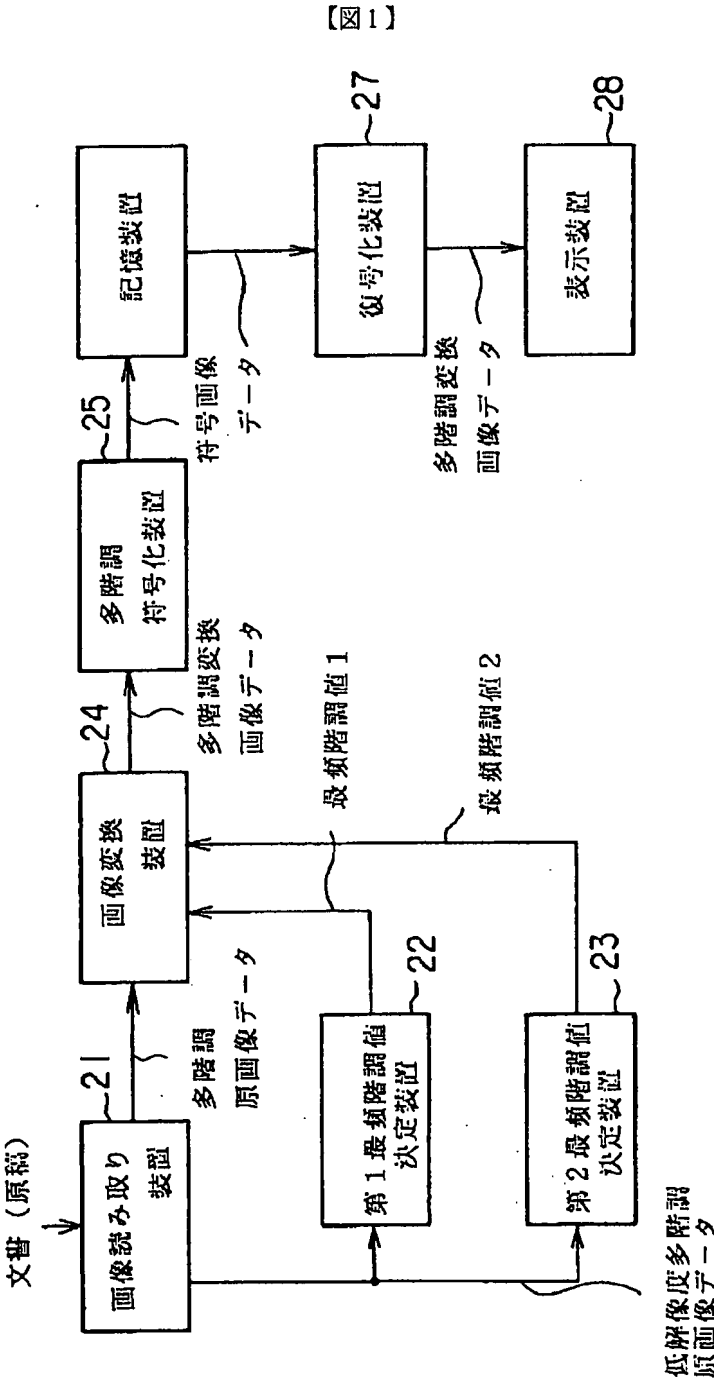 【図1】
文書(原稿)
画像読み取り
装置
21
多階調
原画像データ
画像変換
装置
24
多階調変換
画像データ
多階調
符号化装置
25
符号画像
データ
記憶装置
第1最頻階調値
決定装置
22
最頻階調値1
第2最頻階調値
決定装置
23
最頻階調値2
低解像度多階調
原画像データ
復号化装置
27
多階調変換
画像データ
表示装置
28